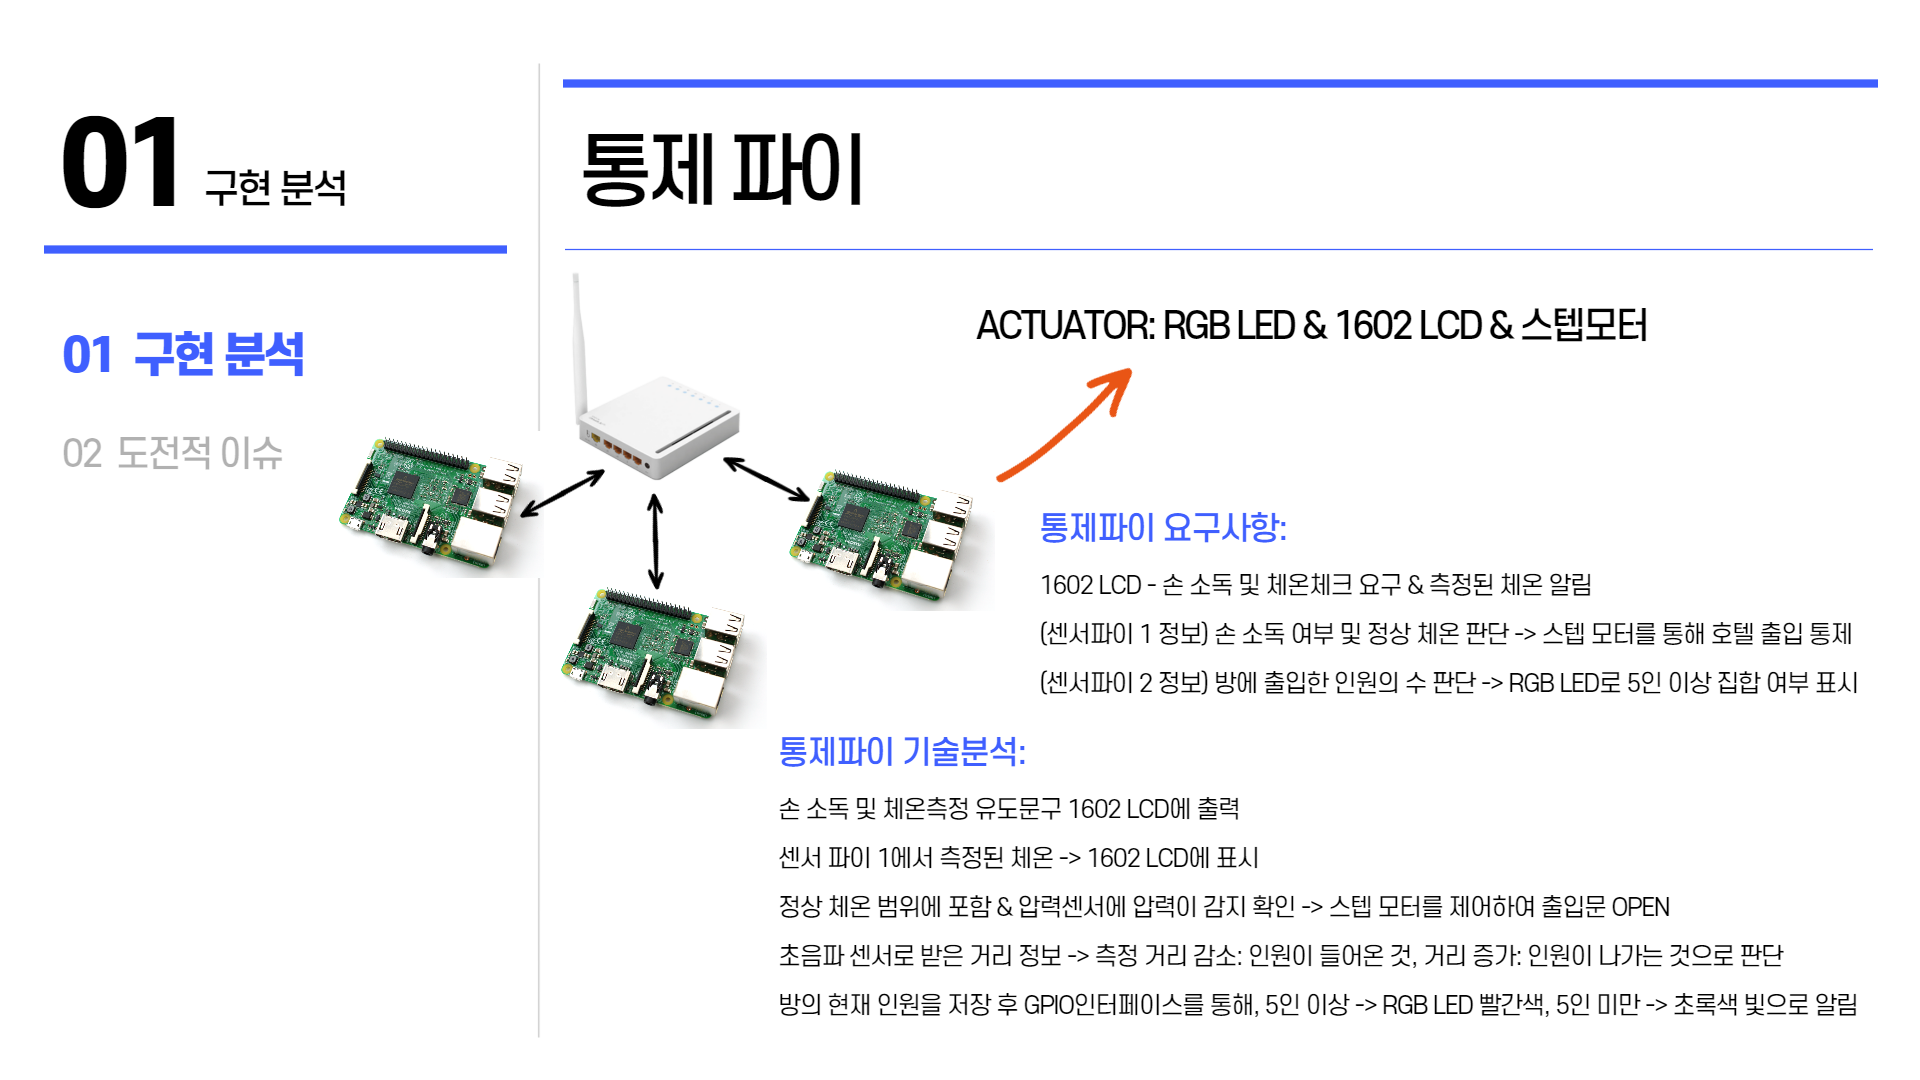 01 구현 분석
01 구현 분석
02 도전적 이슈
통제 파이
ACTUATOR: RGB LED & 1602 LCD & 스텝모터
통제파이 요구사항:
1602 LCD - 손 소독 및 체온체크 요구 & 측정된 체온 알림
(센서파이 1 정보) 손 소독 여부 및 정상 체온 판단 -> 스텝 모터를 통해 호텔 출입 통제
(센서파이 2 정보) 방에 출입한 인원의 수 판단 -> RGB LED로 5인 이상 집합 여부 표시
통제파이 기술분석:
손 소독 및 체온측정 유도문구 1602 LCD에 출력
센서 파이 1에서 측정된 체온 -> 1602 LCD에 표시
정상 체온 범위에 포함 & 압력센서에 압력이 감지 확인 -> 스텝 모터를 제어하여 출입문 OPEN
초음파 센서로 받은 거리 정보 -> 측정 거리 감소: 인원이 들어온 것, 거리 증가: 인원이 나가는 것으로 판단
방의 현재 인원을 저장 후 GPIO인터페이스를 통해, 5인 이상 -> RGB LED 빨간색, 5인 미만 -> 초록색 빛으로 알림